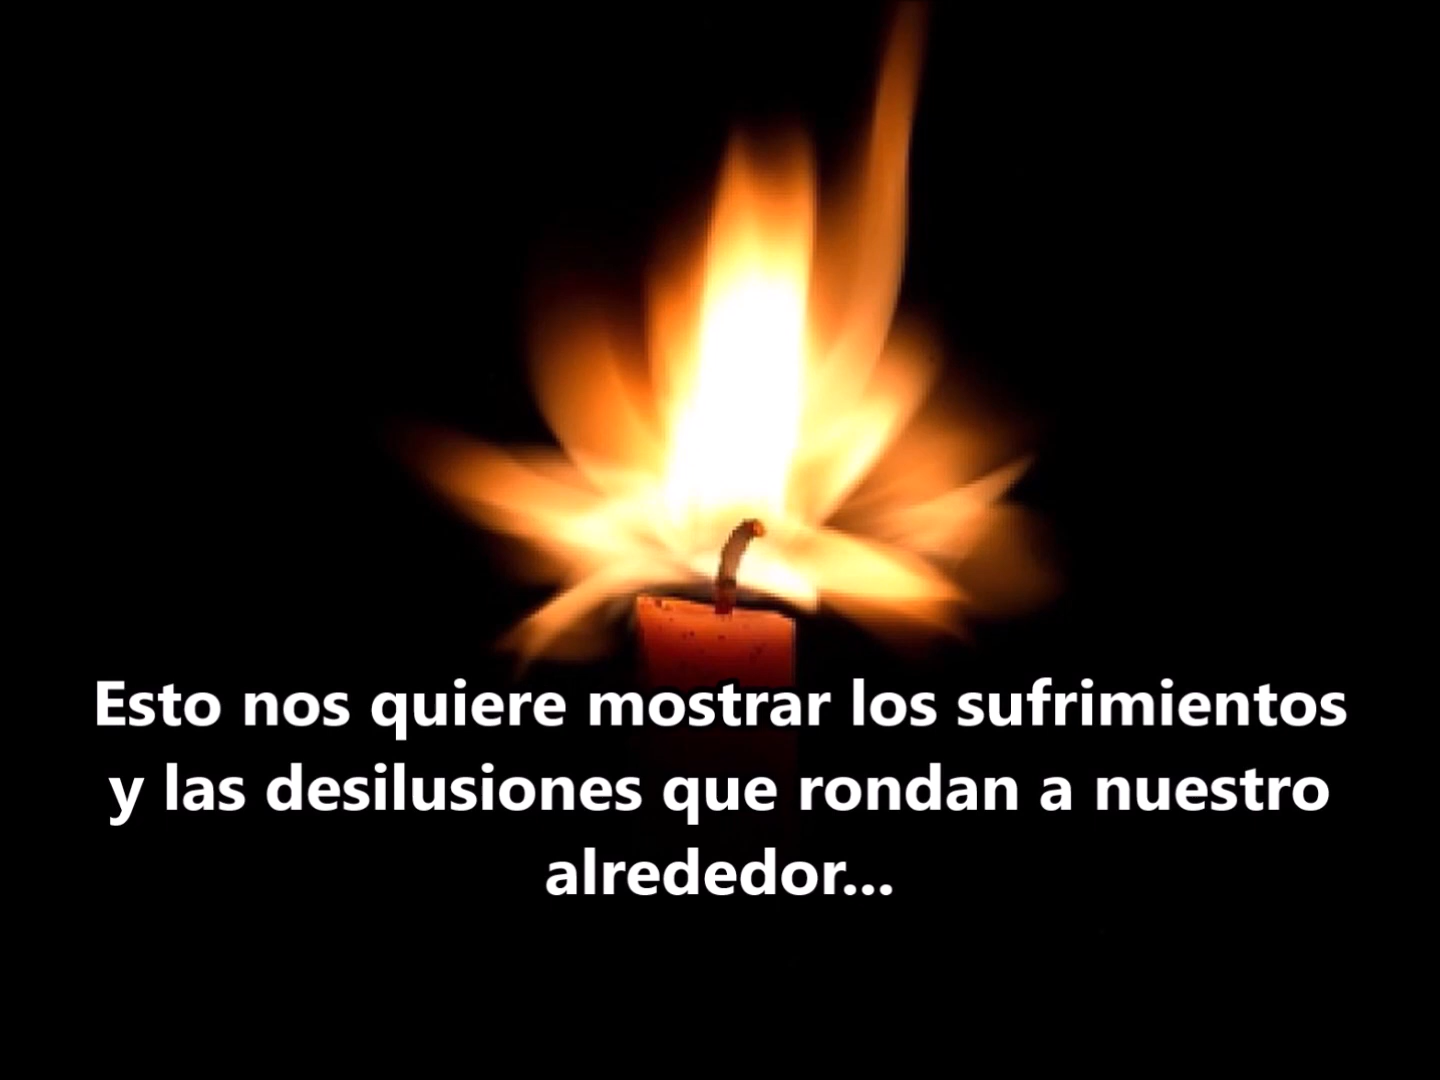 Esto nos quiere mostrar los sufrimientos
y las desilusiones que rondan a nuestro
alrededor...